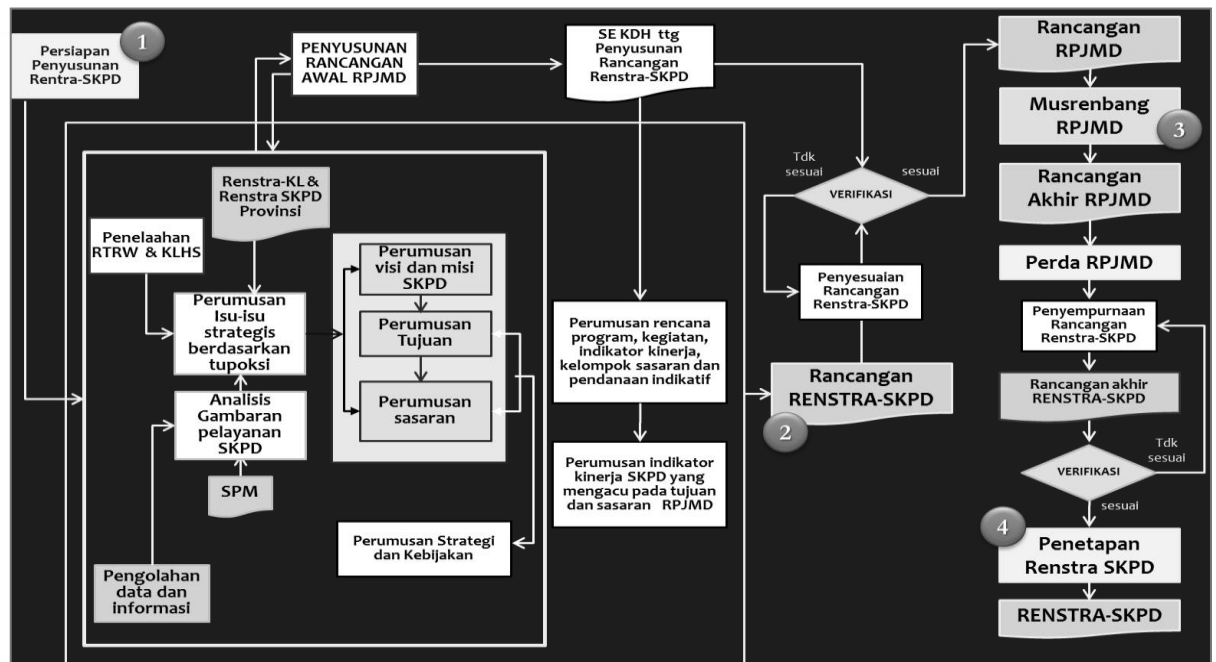 Persiapan
Penyusunan
Rentra-SKPD
1
PENYUSUNAN
RANCANGAN
AWAL RPJMD
SE KDH ttg
Penyusunan
Rancangan
Renstra-SKPD
Renstra-KL &
Renstra SKPD
Provinsi
Penelaahan
RTRW & KLHS
Perumusan
Isu-isu
strategis
berdasarkan
tupoksi
Analisis
Gambaran
pelayanan
SKPD
SPM
Pengolahan
data dan
informasi
Perumusan
visi dan misi
SKPD
Perumusan
Tujuan
Perumusan
sasaran
Perumusan Strategi
dan Kebijakan
Perumusan rencana
program, kegiatan,
indikator kinerja,
kelompok sasaran dan
pendanaan indikatif
Perumusan indikator
kinerja SKPD yang
mengacu pada tujuan
dan sasaran RPJMD
Tdk
sesuai
VERIFIKASI
sesuai
Penyesuaian
Rancangan
Renstra-SKPD
Rancangan
RENSTRA-SKPD
2
Rancangan
RPJMD
Musrenbang
RPJMD
3
Rancangan
Akhir RPJMD
Perda RPJMD
Penyempurnaan
Rancangan
Renstra-SKPD
Rancangan akhir
RENSTRA-SKPD
Tdk
sesuai
VERIFIKASI
sesuai
4
Penetapan
Renstra SKPD
RENSTRA-SKPD